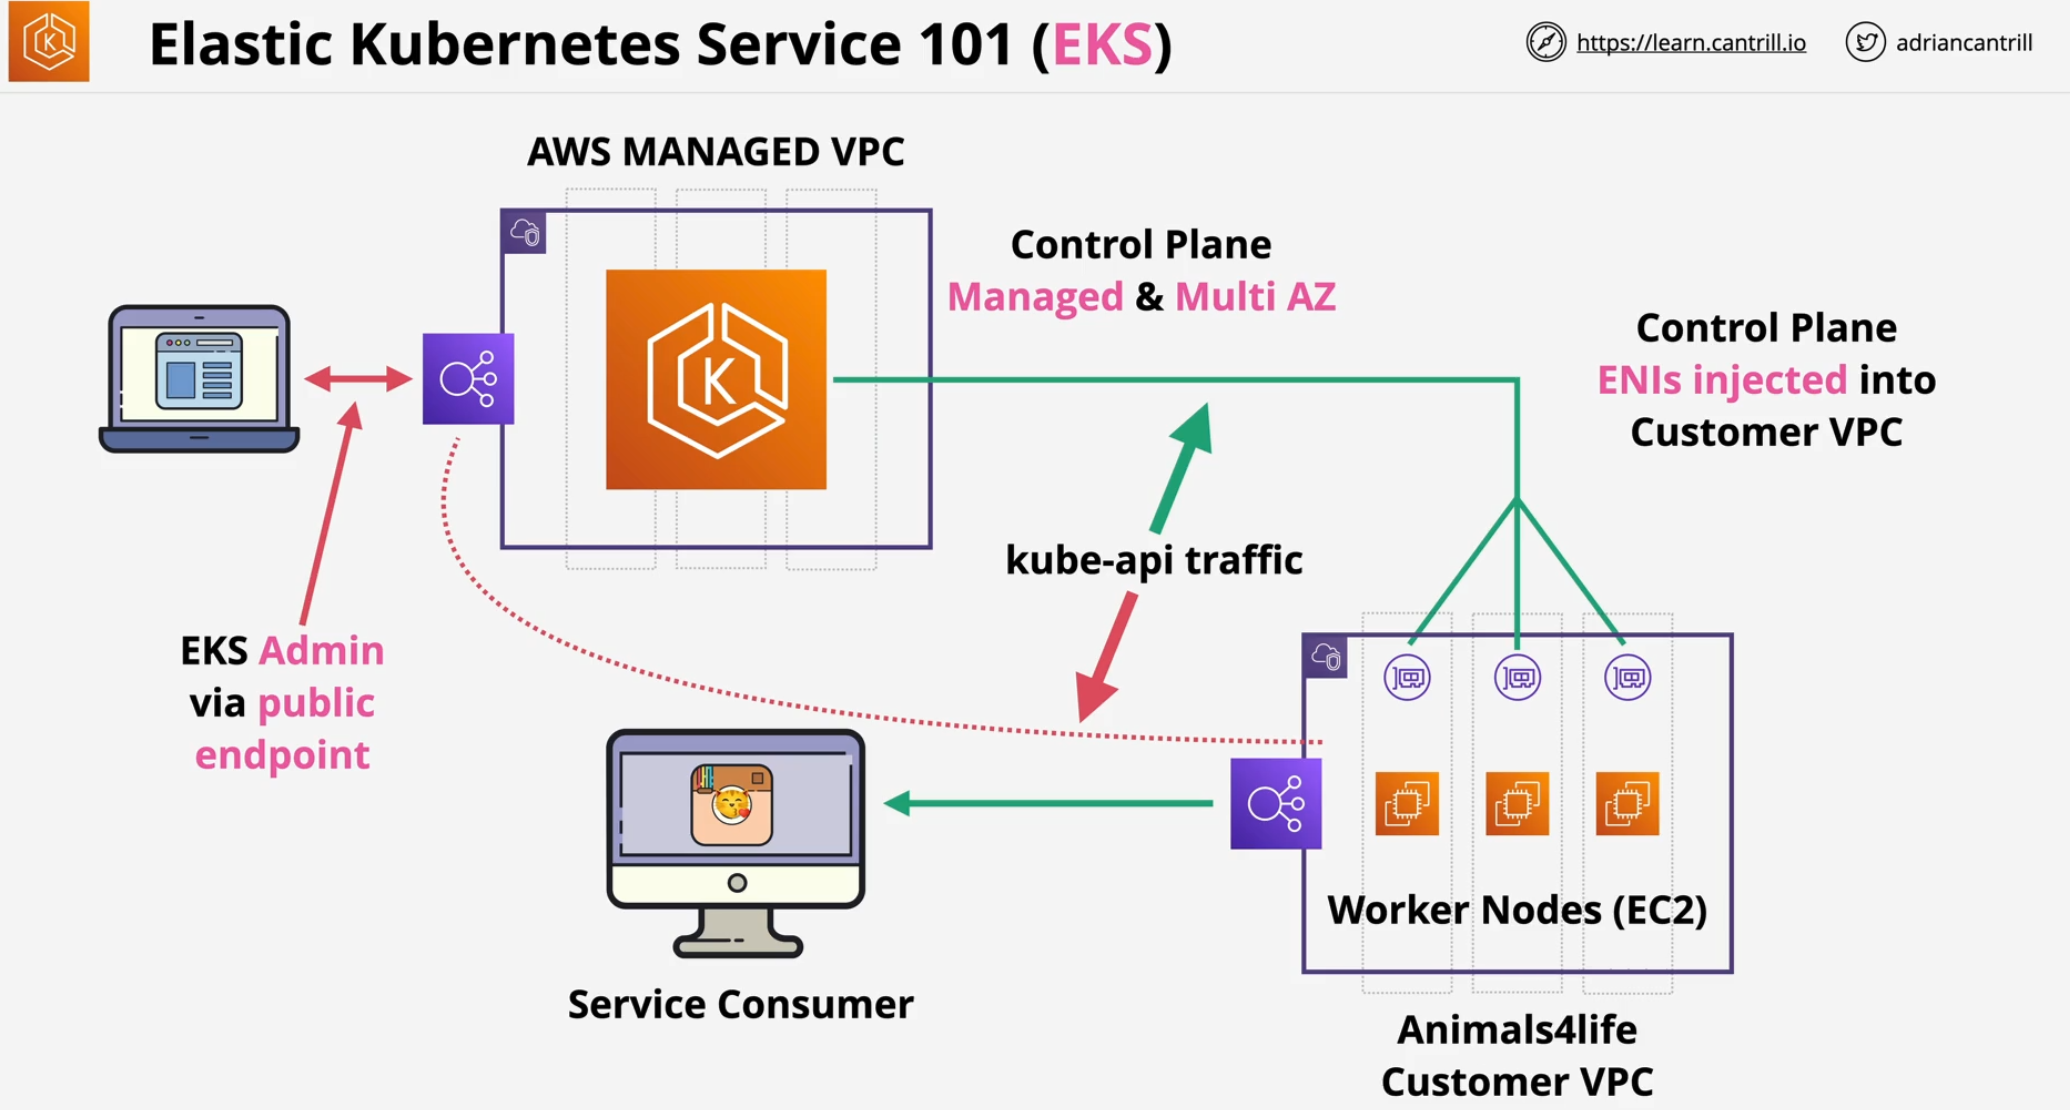 Elastic Kubernetes Service 101 (EKS)
https://learn.cantrill.io
adriancantrill
AWS MANAGED VPC
Control Plane
Managed & Multi AZ
Control Plane
ENIs injected into
Customer VPC
K
K
kube-api traffic
EKS Admin
via public
endpoint
Worker Nodes (EC2)
Service Consumer
Animals4life
Customer VPC